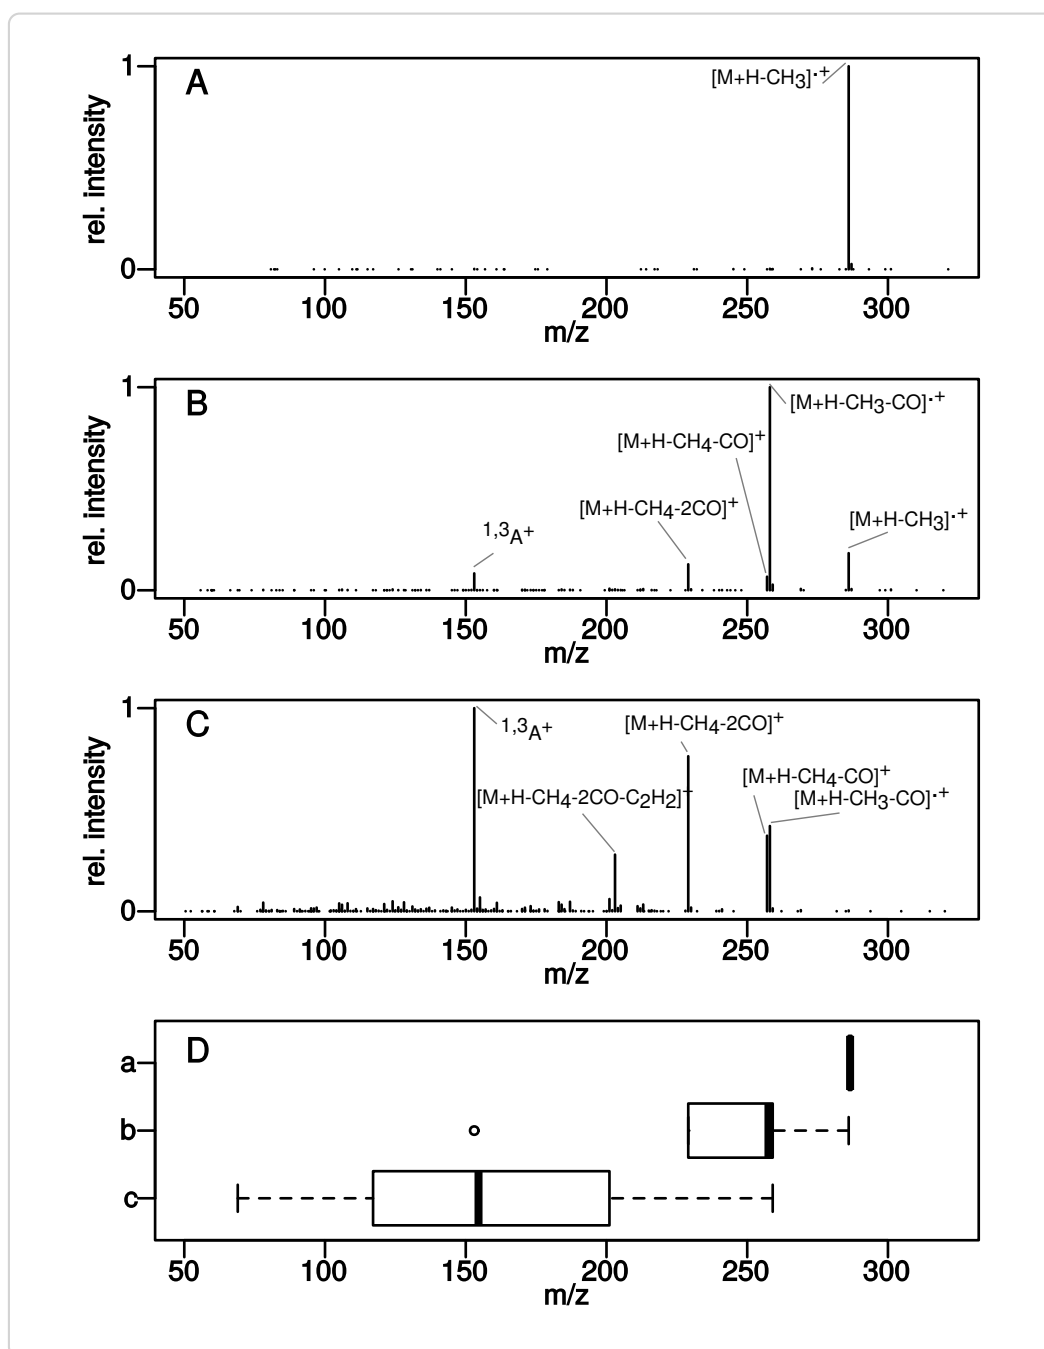 A
[M+H-CH3]·+
rel. intensity
1
0
50 100 150 200 250 300
m/z
B
[M+H-CH3-CO]·+
[M+H-CH4-CO]+
[M+H-CH4-2CO]+
[M+H-CH3]·+
1,3A+
rel. intensity
1
0
50 100 150 200 250 300
m/z
C
1,3A+
[M+H-CH4-2CO]+
[M+H-CH4-CO]+
[M+H-CH4-2CO-C2H2]+
[M+H-CH3-CO]·+
rel. intensity
1
0
50 100 150 200 250 300
m/z
D
a
b
c
50 100 150 200 250 300
m/z